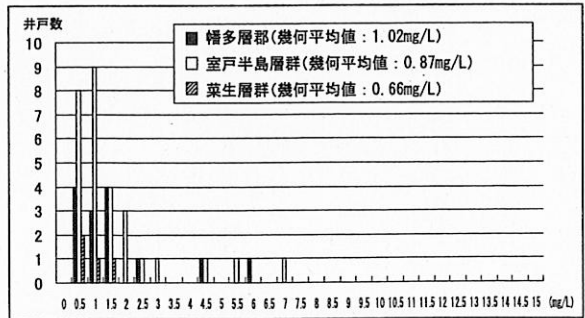 井戸数
10
9
8
7
6
5
4
3
2
1
0
幡多層郡(幾何平均値:1.02mg/L)
室戸半島層群(幾何平均値:0.87mg/L)
菜生層群(幾何平均値:0.66mg/L)
0 0.5 1 1.5 2 2.5 3 3.5 4 4.5 5 5.5 6 6.5 7 7.5 8 8.5 9 9.5 10 10.5 11 11.5 12 12.5 13 13.5 14 14.5 15 (mg/L)